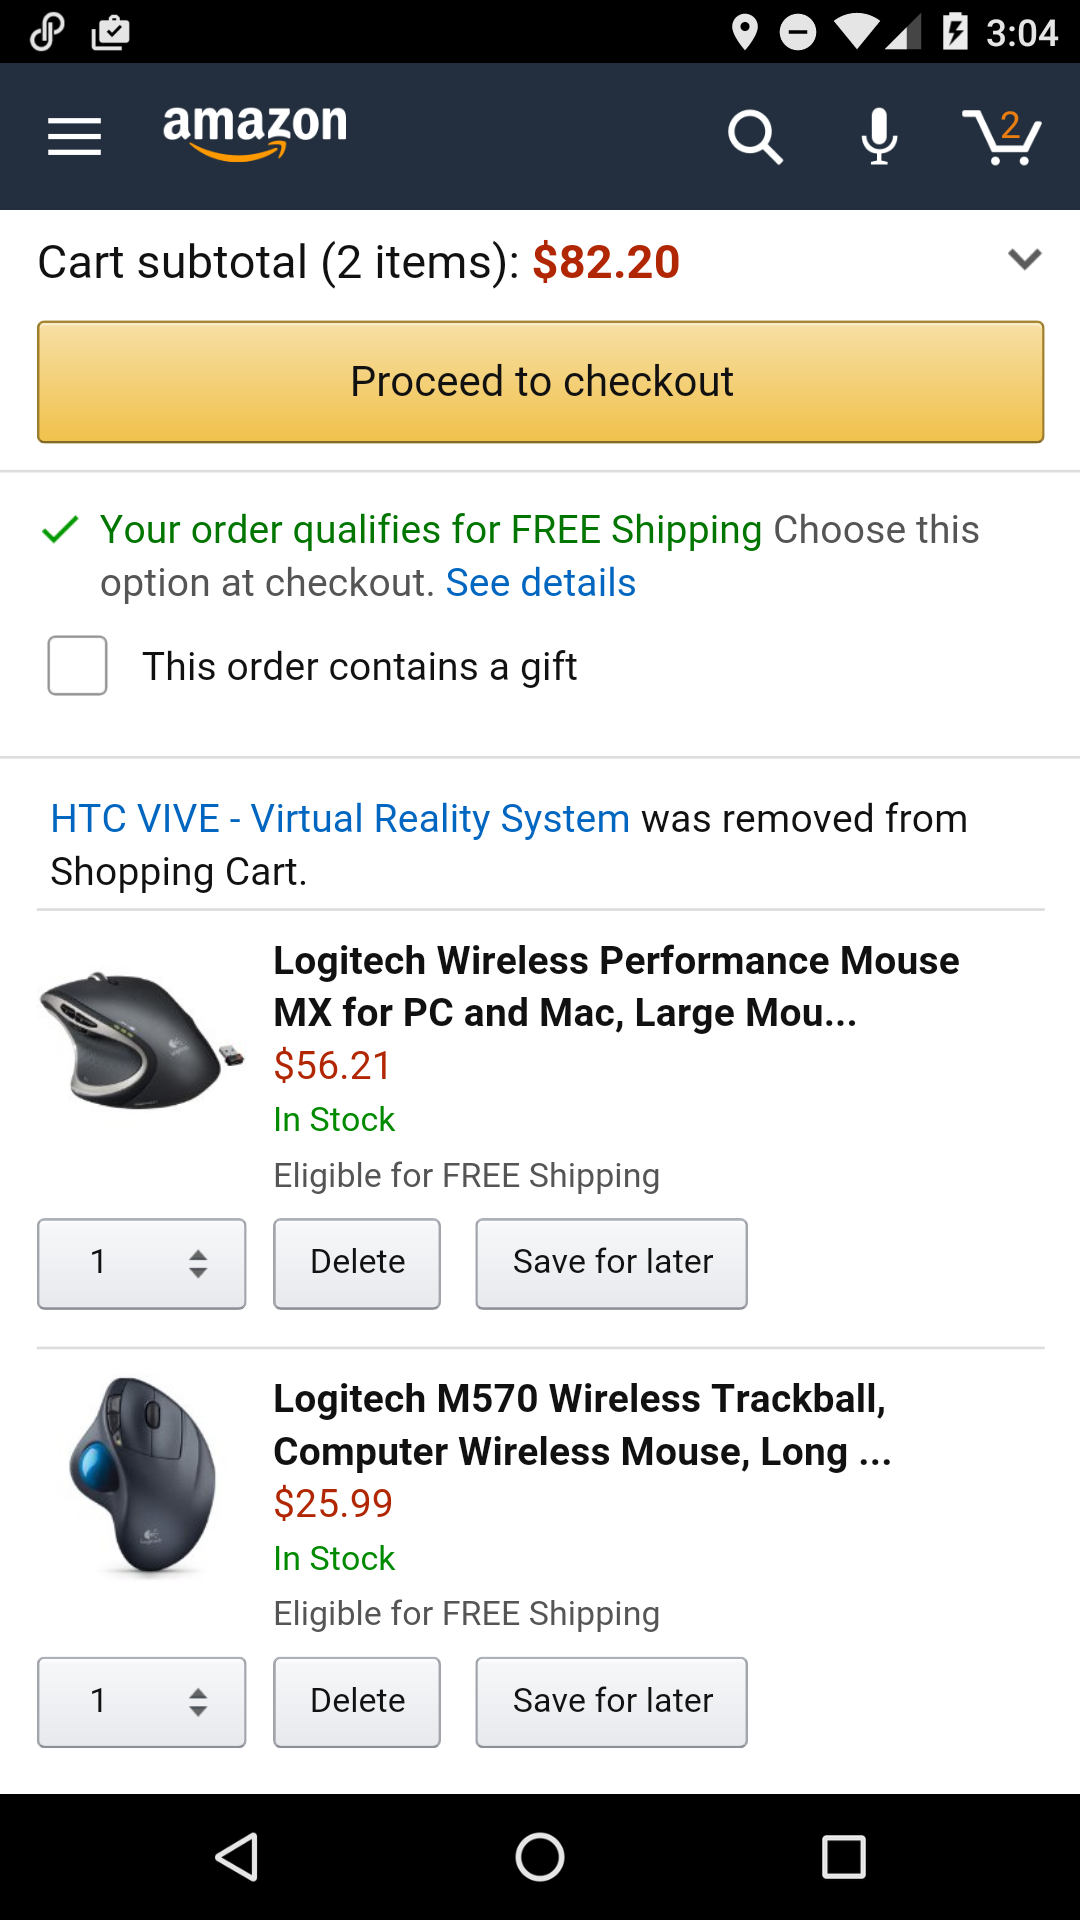 3:04
amazon
2
Cart subtotal (2 items): $82.20
Proceed to checkout
Your order qualifies for FREE Shipping Choose this
option at checkout. See details
This order contains a gift
HTC VIVE - Virtual Reality System was removed from
Shopping Cart.
Logitech Wireless Performance Mouse
MX for PC and Mac, Large Mou...
$56.21
In Stock
Eligible for FREE Shipping
1 Delete Save for later
Logitech M570 Wireless Trackball,
Computer Wireless Mouse, Long ...
$25.99
In Stock
Eligible for FREE Shipping
1 Delete Save for later